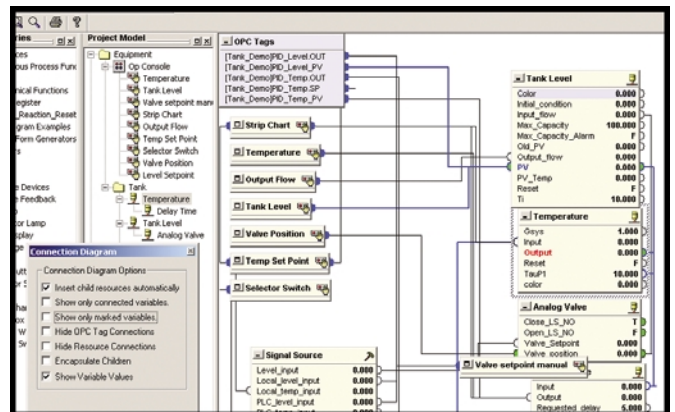 ries
Project Model
ces
ous Process Func
nical Functions
egister
_Reaction_Reset
gram Examples
Form Generators
s
e Devices
e Feedback
or Lamp
splay
Equipment
Op Console
Temperature
Tank Level
Valve setpoint man
Strip Chart
Output Flow
Temp Set Point
Selector Switch
Valve Position
Level Setpoint
Tank
Temperature
Delay Time
Tank Level
Analog Valve
Connection Diagram
Connection Diagram Options
Insert child resources automatically
Show only connected variables.
Show only marked variables.
Hide OPC Tag Connections
Hide Resource Connections
Encapsulate Children
Show Variable Values
OPC Tags
[Tank_Demo]PID_Level.OUT
[Tank_Demo]PID_Level.PV
[Tank_Demo]PID_Temp.OUT
[Tank_Demo]PID_Temp.SP
[Tank_Demo]PID_Temp.PV
Strip Chart
Temperature
Output Flow
Tank Level
Valve Position
Temp Set Point
Selector Switch
Signal Source
Level_input 0.000
Local_level_input 0.000
Local_temp_input 0.000
PLC_level_input 0.000
Tank Level
Color 0.000
Initial_condition 0.000
Input_flow 0.000
Max_Capacity 100.000
Max_Capacity_Alarm F
Old_PV 0.000
Output_flow 0.000
PV 0.000
PV_Temp 0.000
Reset F
Ti 10.000
Temperature
Gsys 1.000
Input 0.000
Output 0.000
Reset F
TauP1 10.000
color 0.000
Analog Valve
Close_LS_NO T
Open_LS_NO F
Valve_Setpoint 0.000
Valve position 0.000
Valve setpoint manual
Input 0.000
Output 0.000
Requested_delay 0.000